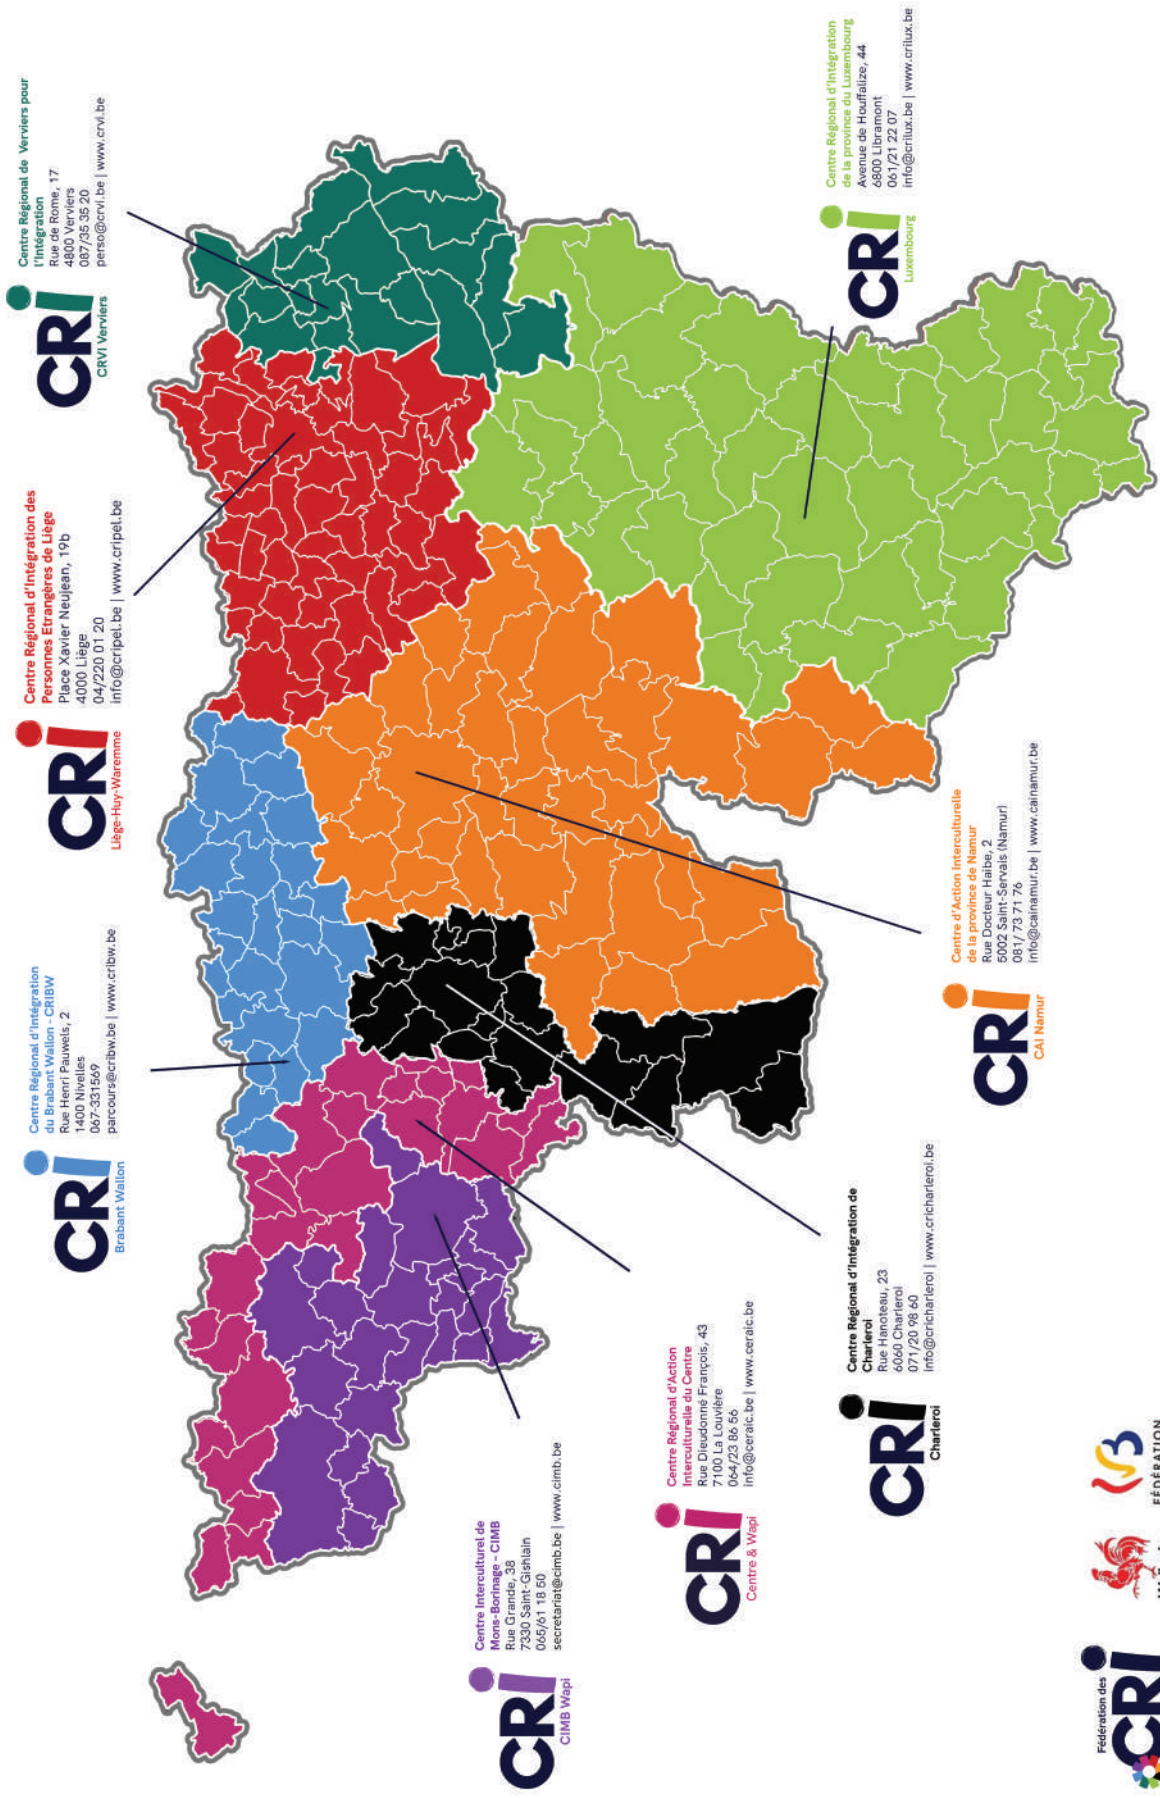 CRi
CRVI Verviers
Centre Régional de Verviers pour
l'Intégration
Rue de Rome, 17
4800 Verviers
087/35 35 20
perso@crvi.be | www.crvi.be
CRi
Liège-Huy-Waremme
Centre Régional d'Intégration des
Personnes Etrangères de Liège
Place Xavier Neujean, 19b
4000 Liège
04/220 01 20
info@cripel.be | www.cripel.be
CRi
Brabant Wallon
Centre Régional d'Intégration
du Brabant Wallon - CRIBW
Rue Henri Pauwels, 2
1400 Nivelles
067-331569
parcours@cribw.be | www.cribw.be
CRi
Luxembourg
Centre Régional d'Intégration
de la province du Luxembourg
Avenue de Houffalize, 44
6800 Libramont
061/21 22 07
info@crilux.be | www.crilux.be
CRi
CAI Namur
Centre d'Action Interculturelle
de la province de Namur
Rue Docteur Haibe, 2
5002 Saint-Servais (Namur)
081/ 73 71 76
info@cainamur.be | www.cainamur.be
CRi
Charleroi
Centre Régional d'Intégration de
Charleroi
Rue Hanoteau, 23
6060 Charleroi
071/20 98 60
info@cricharleroi | www.cricharleroi.be
CRi
Centre & Wapi
Centre Régional d'Action
Interculturelle du Centre
Rue Dieudonné François, 43
7100 La Louvière
064/23 86 56
info@ceraic.be | www.ceraic.be
CRi
CIMB Wapi
Centre Interculturel de
Mons-Borinage - CIMB
Rue Grande, 38
7330 Saint-Gishlain
065/61 18 50
secretariat@cimb.be | www.cimb.be
Fédération des
CRi
FÉDÉRATION